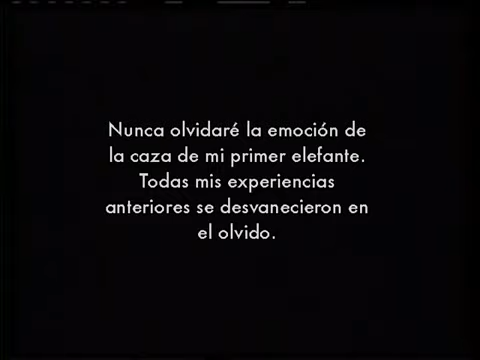 Nunca olvidaré la emoción de
la caza de mi primer elefante.
Todas mis experiencias
anteriores se desvanecieron en
el olvido.